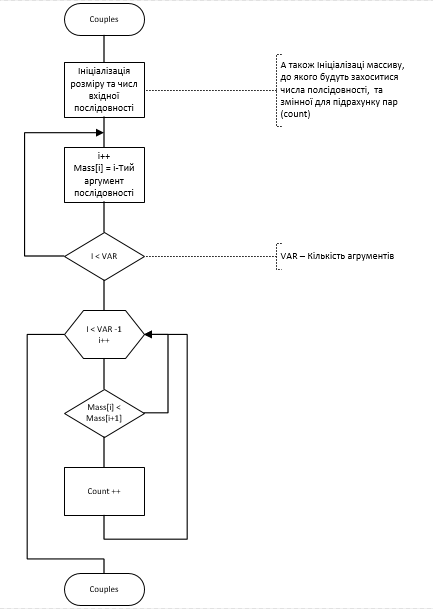 Couples
Ініціалізація
розміру та числ
вхідної
послідовності
А також Ініціалізаці массиву,
до якого будуть захоситися
числа полсідовності, та
змінної для підрахунку пар
(count)
i++
Mass[i] = і-Тий
аргумент
послідовності
I < VAR
VAR – Кількість агрументів
I < VAR -1
i++
Mass[i] <
Mass[i+1]
Count ++
Couples